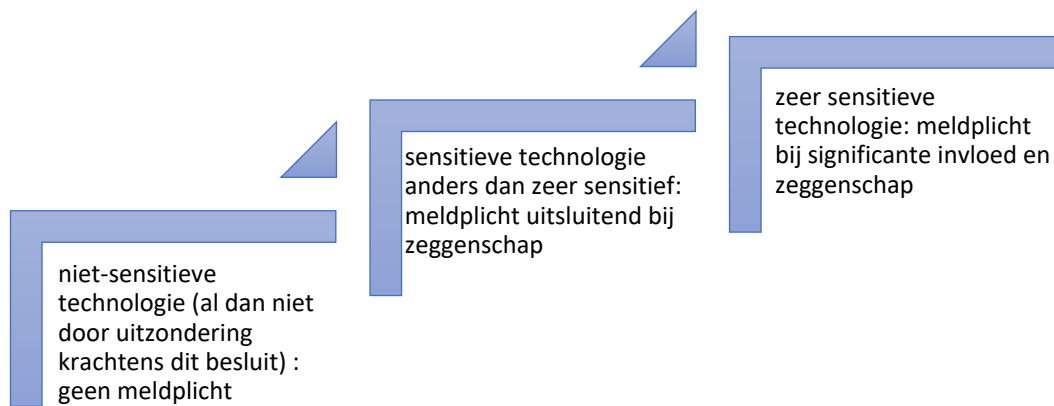 niet-sensitieve
technologie (al dan niet
door uitzondering
krachtens dit besluit) :
geen meldplicht
sensitieve technologie
anders dan zeer sensitief:
meldplicht uitsluitend bij
zeggenschap
zeer sensitieve
technologie: meldplicht
bij significante invloed en
zeggenschap